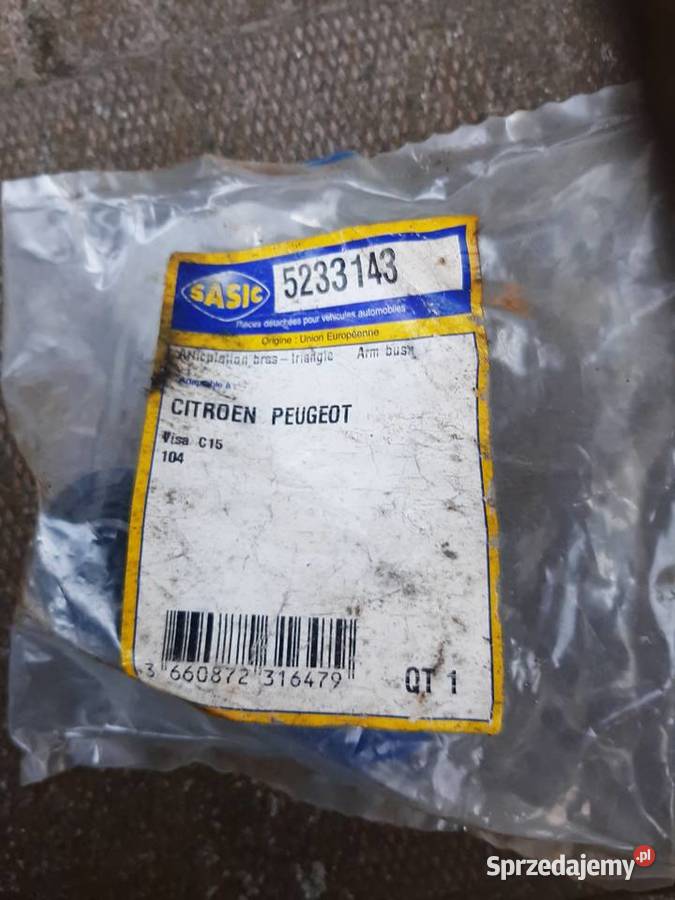 SASIC 5233143
Pièces détachées pour véhicules automobiles
Origine : Union Européenne
bras-triangle Arm bush
Adaptable à :
CITROEN PEUGEOT
Visa C15
104
3 660872 316479
QT 1
Sprzedajemy.pl